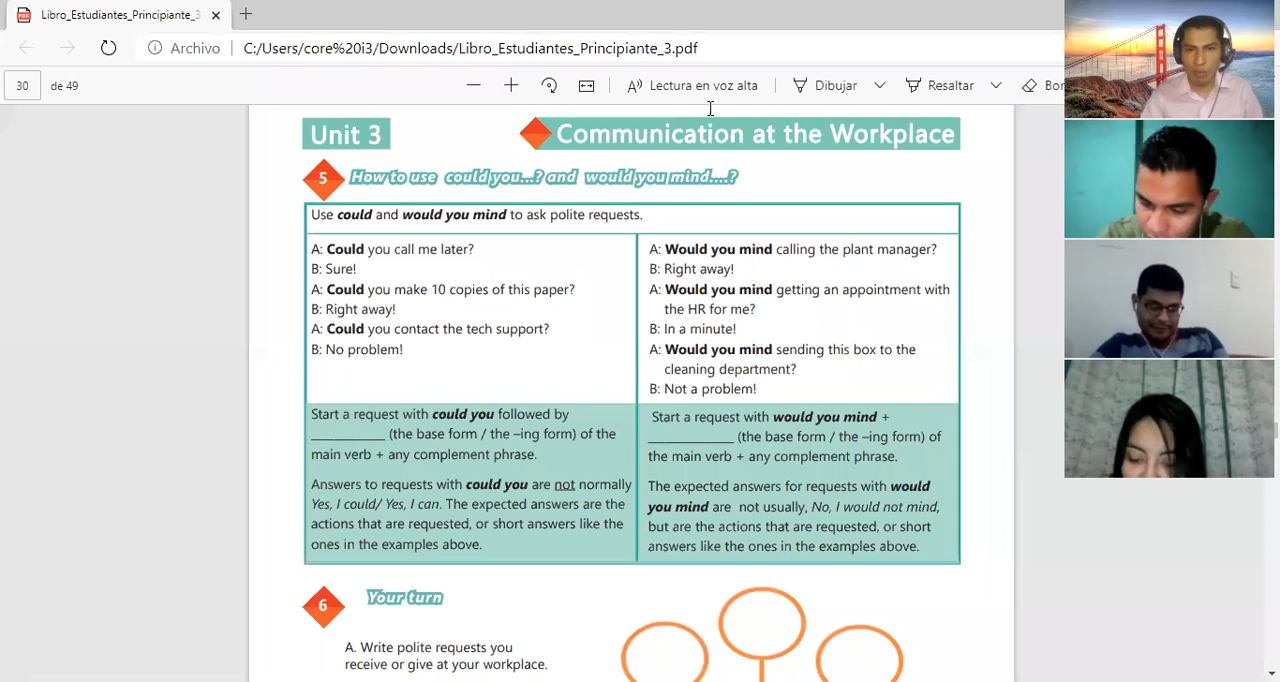 Libro_Estudiantes_Principiante_3
Archivo
C:/Users/core%20i3/Downloads/Libro_Estudiantes_Principiante_3.pdf
30 de 49
Lectura en voz alta
Dibujar
Resaltar
Unit 3
Communication at the Workplace
5 How to use could you...? and would you mind....?
Use could and would you mind to ask polite requests.
A: Could you call me later?
B: Sure!
A: Could you make 10 copies of this paper?
B: Right away!
A: Could you contact the tech support?
B: No problem!
A: Would you mind calling the plant manager?
B: Right away!
A: Would you mind getting an appointment with
the HR for me?
B: In a minute!
A: Would you mind sending this box to the
cleaning department?
B: Not a problem!
Start a request with could you followed by
___________ (the base form / the –ing form) of the
main verb + any complement phrase.
Answers to requests with could you are not normally
Yes, I could/ Yes, I can. The expected answers are the
actions that are requested, or short answers like the
ones in the examples above.
Start a request with would you mind +
_____________ (the base form / the –ing form) of
the main verb + any complement phrase.
The expected answers for requests with would
you mind are not usually, No, I would not mind,
but are the actions that are requested, or short
answers like the ones in the examples above.
6 Your turn
A. Write polite requests you
receive or give at your workplace.